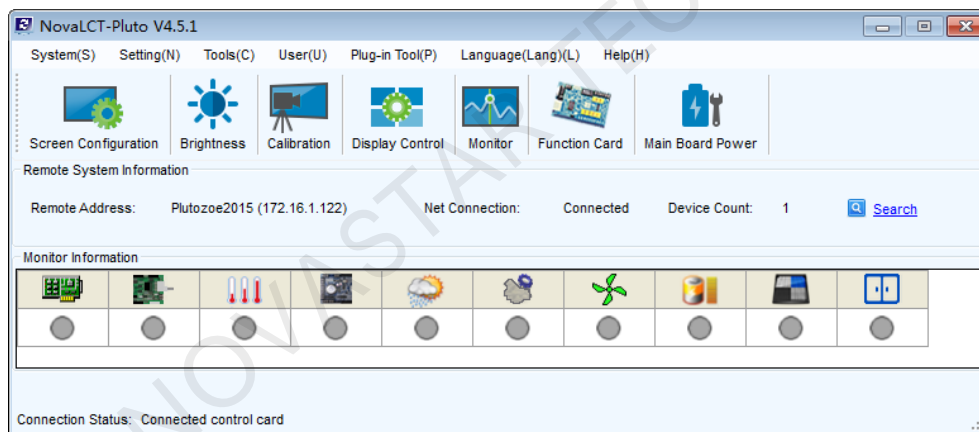 NovaLCT-Pluto V4.5.1
System(S) Setting(N) Tools(C) User(U) Plug-in Tool(P) Language(Lang)(L) Help(H)
Screen Configuration Brightness Calibration Display Control Monitor Function Card Main Board Power
Remote System Information
Remote Address: Plutozoe2015 (172.16.1.122) Net Connection: Connected Device Count: 1 Search
Monitor Information
Connection Status: Connected control card
NOVASTAR TEC